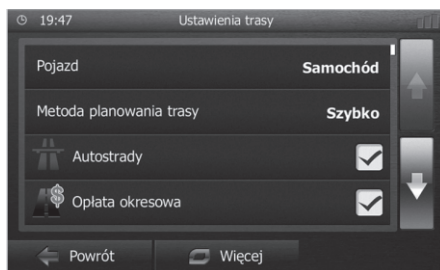 19:47 Ustawienia trasy
Pojazd Samochód
Metoda planowania trasy Szybko
Autostrady
Opłata okresowa
Powrót Więcej